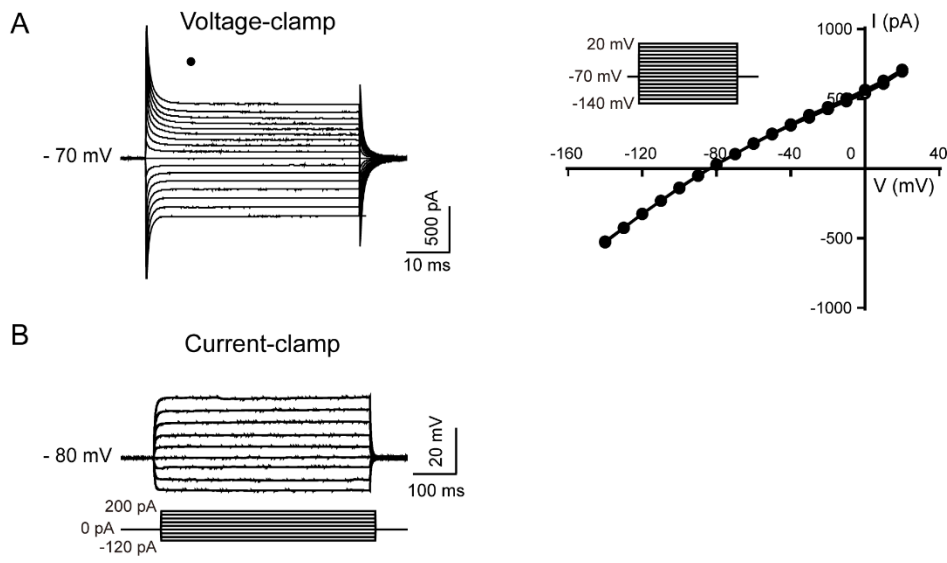 A
Voltage-clamp
- 70 mV
500 pA
10 ms
20 mV
-70 mV
-140 mV
I (pA)
1000
500
-160
-120
-80
-40
0
40
V (mV)
-500
-1000
B
Current-clamp
- 80 mV
20 mV
100 ms
200 pA
0 pA
-120 pA